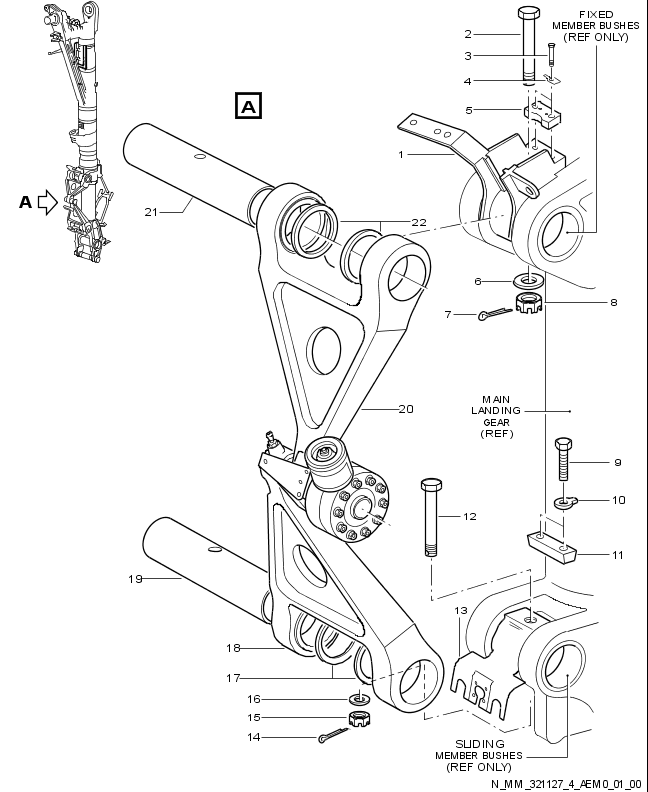 FIXED
MEMBER BUSHES
(REF ONLY)
2
3
4
A
5
1
A
21
22
6
7
8
MAIN
LANDING
GEAR
(REF)
20
9
10
12
11
19
13
18
17
16
15
14
SLIDING
MEMBER BUSHES
(REF ONLY)
N_MM_321127_4_AEM0_01_00